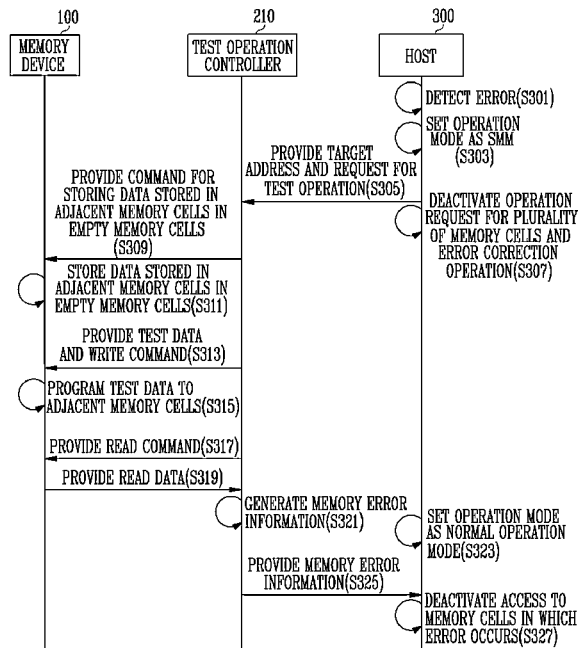 100
210
300
MEMORY
DEVICE
TEST OPERATION
CONTROLLER
HOST
DETECT ERROR(S301)
SET OPERATION
MODE AS SMM
(S303)
PROVIDE TARGET
ADDRESS AND REQUEST FOR
TEST OPERATION(S305)
DEACTIVATE OPERATION
REQUEST FOR PLURALITY
OF MEMORY CELLS AND
ERROR CORRECTION
OPERATION(S307)
PROVIDE COMMAND FOR
STORING DATA STORED IN
ADJACENT MEMORY CELLS IN
EMPTY MEMORY CELLS
(S309)
STORE DATA STORED IN
ADJACENT MEMORY CELLS IN
EMPTY MEMORY CELLS(S311)
PROVIDE TEST DATA
AND WRITE COMMAND(S313)
PROGRAM TEST DATA TO
ADJACENT MEMORY CELLS(S315)
PROVIDE READ COMMAND(S317)
PROVIDE READ DATA(S319)
GENERATE MEMORY ERROR
INFORMATION(S321)
SET OPERATION MODE
AS NORMAL OPERATION
MODE(S323)
PROVIDE MEMORY ERROR
INFORMATION(S325)
DEACTIVATE ACCESS TO
MEMORY CELLS IN WHICH
ERROR OCCURS(S327)